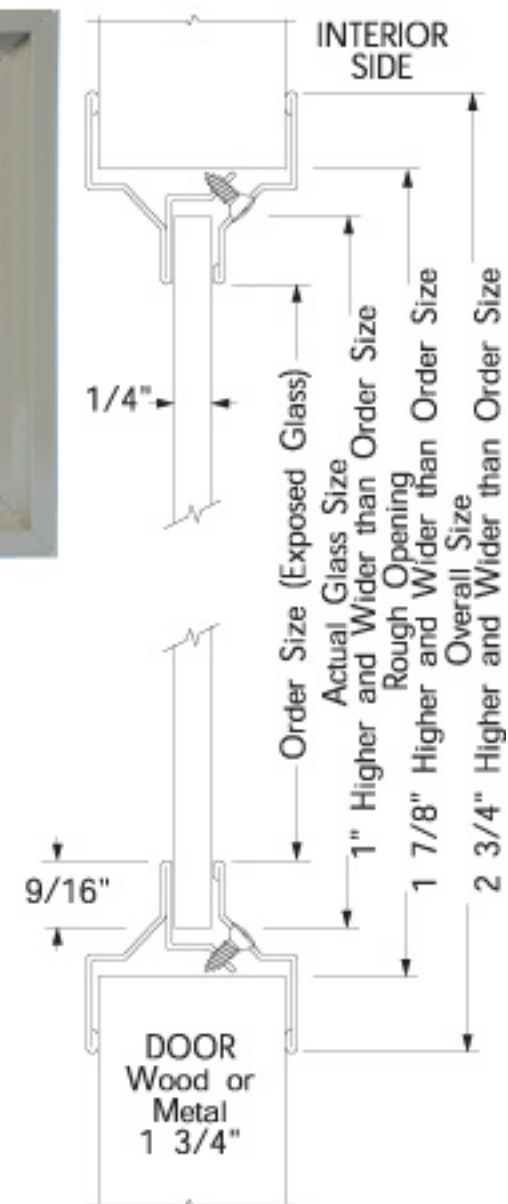 INTERIOR
SIDE
1/4"
Order Size (Exposed Glass)
Actual Glass Size
1" Higher and Wider than Order Size
Rough Opening
1 7/8" Higher and Wider than Order Size
Overall Size
2 3/4" Higher and Wider than Order Size
9/16"
DOOR
Wood or
Metal
1 3/4"